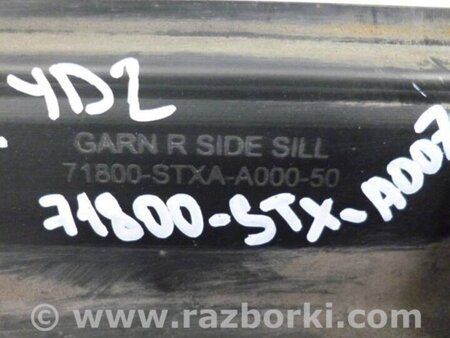 YD2
GARN R SIDE SILL
71800-STXA-A000-50
71800-STX-A007
www.razborki.com